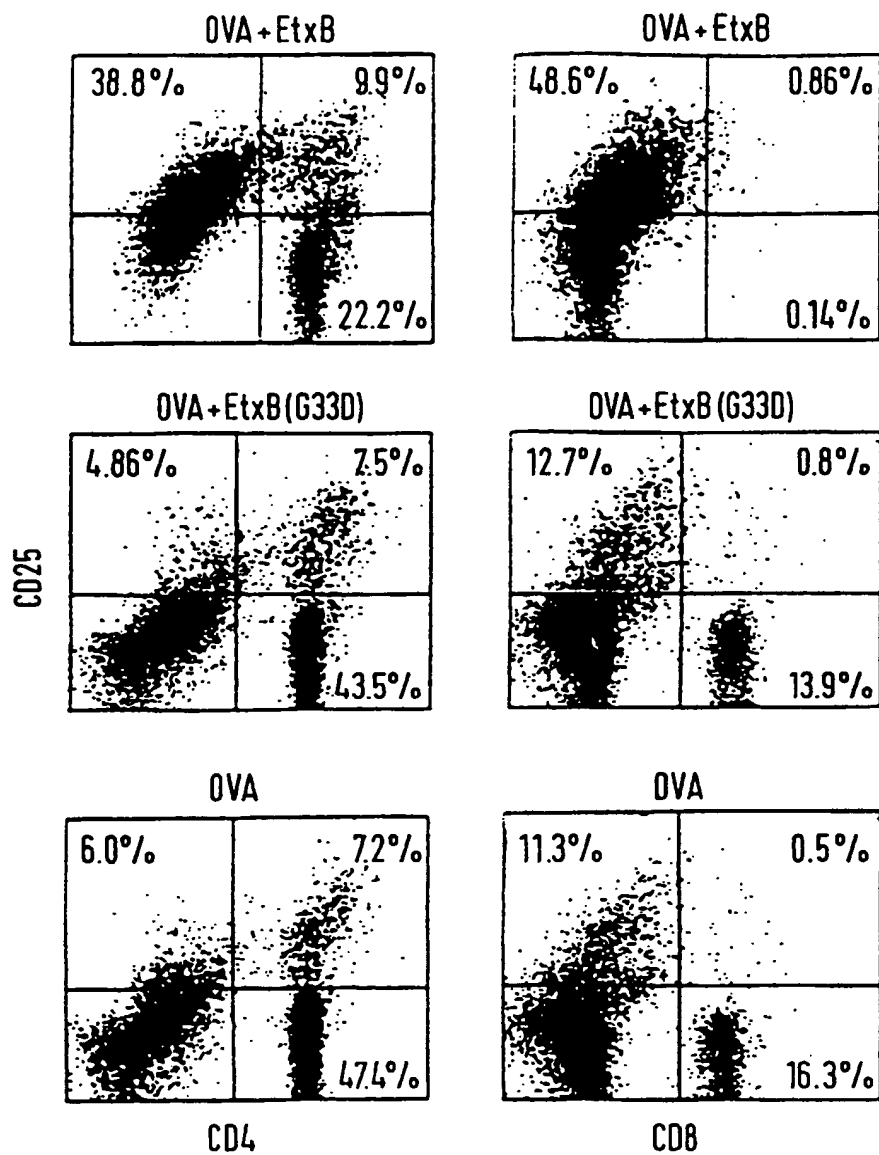 OVA+EtxB
38.8%
9.9%
22.2%
OVA+EtxB
48.6%
0.86%
0.14%
OVA+EtxB(G33D)
4.86%
7.5%
43.5%
OVA+EtxB(G33D)
12.7%
0.8%
13.9%
CD25
OVA
6.0%
7.2%
47.4%
OVA
11.3%
0.5%
16.3%
CD4
CD8